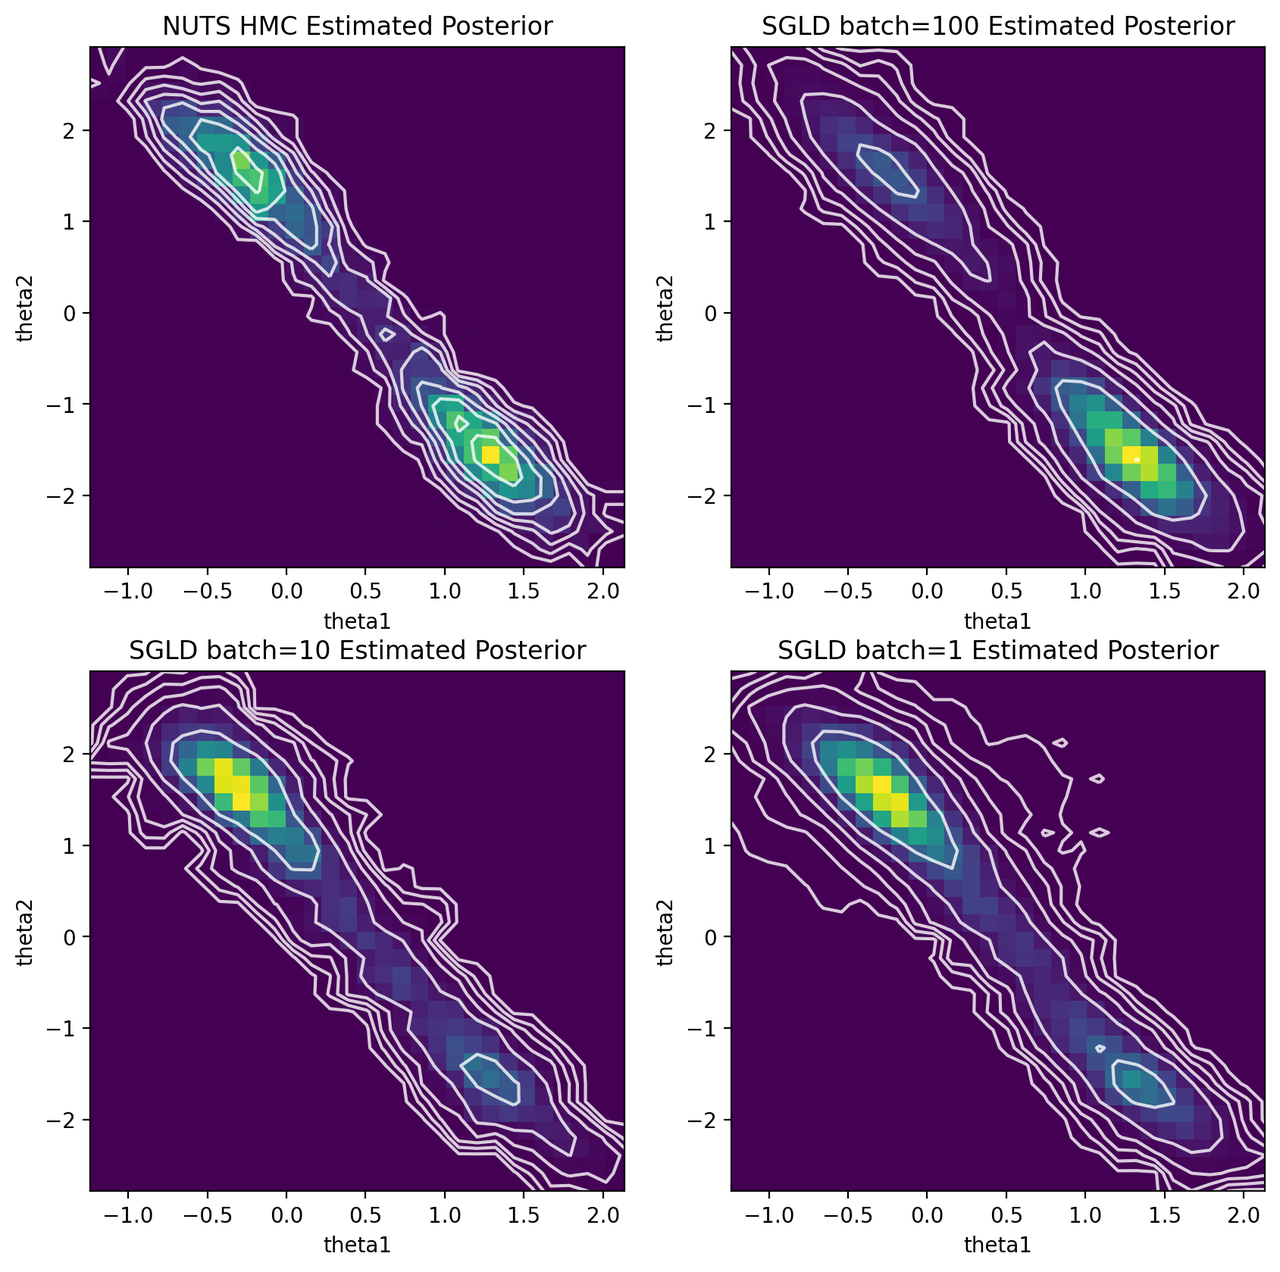 NUTS HMC Estimated Posterior
theta2
2
1
0
−1
−2
−1.0 −0.5 0.0 0.5 1.0 1.5 2.0
theta1
SGLD batch=100 Estimated Posterior
theta2
2
1
0
−1
−2
−1.0 −0.5 0.0 0.5 1.0 1.5 2.0
theta1
SGLD batch=10 Estimated Posterior
theta2
2
1
0
−1
−2
−1.0 −0.5 0.0 0.5 1.0 1.5 2.0
theta1
SGLD batch=1 Estimated Posterior
theta2
2
1
0
−1
−2
−1.0 −0.5 0.0 0.5 1.0 1.5 2.0
theta1